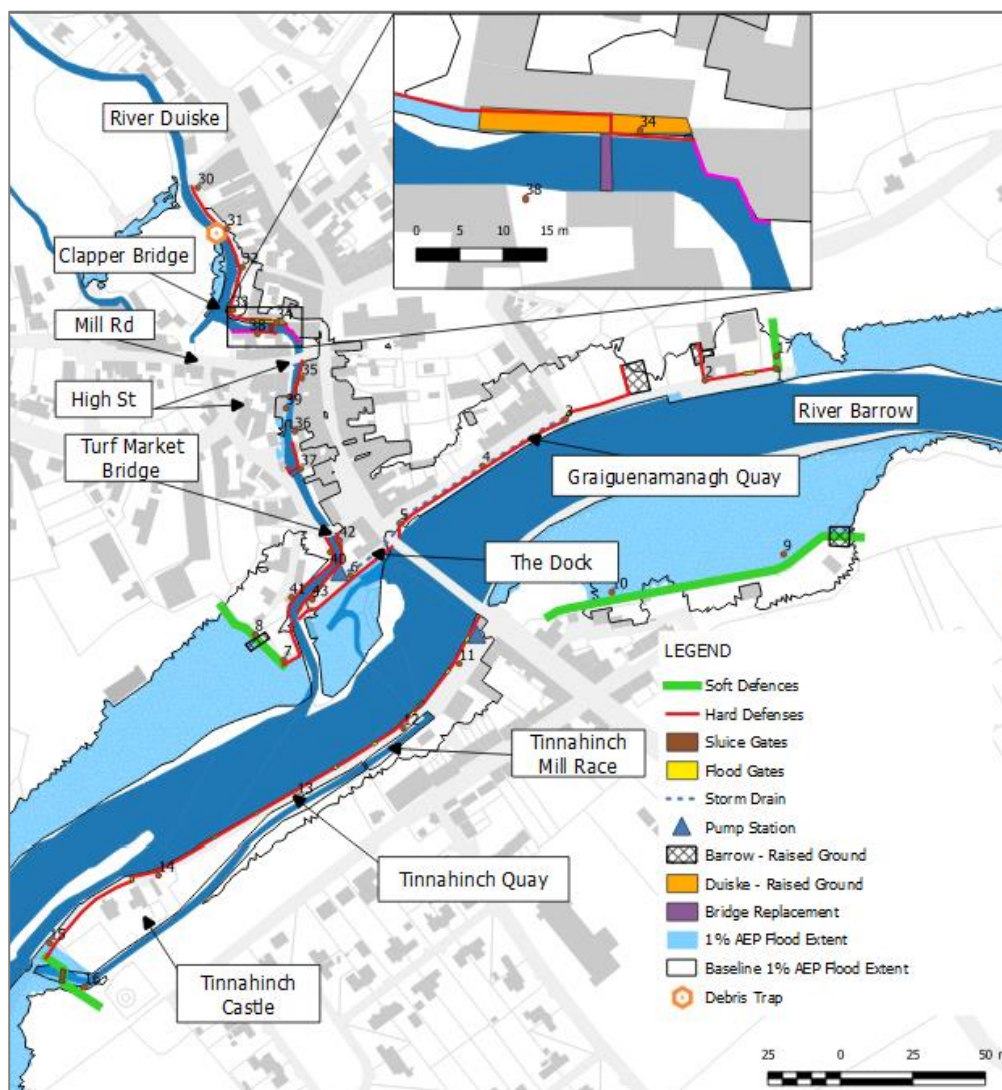 River Duiske
30
31
32
Clapper Bridge
33
34
38
Mill Rd
35
High St
39
36
Turf Market
Bridge
37
42
40
41
43
34
38
0 5 10 15 m
1
2
3
River Barrow
4
Graiguenamanagh Quay
5
6
The Dock
9
10
8
7
11
12
Tinnahinch
Mill Race
13
Tinnahinch Quay
14
15
16
Tinnahinch
Castle
LEGEND
Soft Defences
Hard Defenses
Sluice Gates
Flood Gates
Storm Drain
Pump Station
Barrow - Raised Ground
Duiske - Raised Ground
Bridge Replacement
1% AEP Flood Extent
Baseline 1% AEP Flood Extent
Debris Trap
25 0 25 50 m